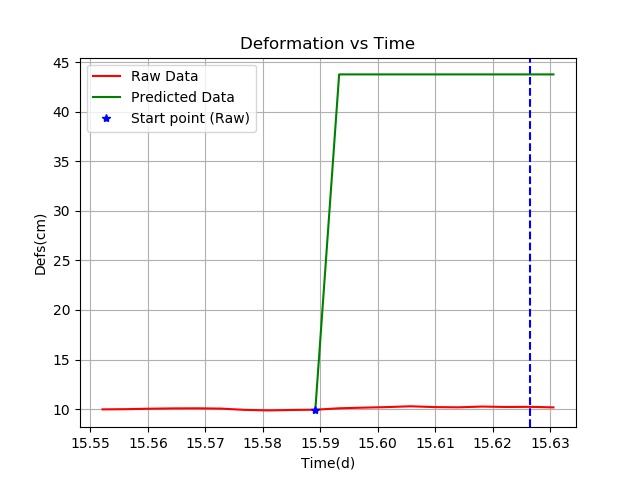 Deformation vs Time
Raw Data
Predicted Data
Start point (Raw)
45
40
35
30
25
20
15
10
Defs(cm)
15.55 15.56 15.57 15.58 15.59 15.60 15.61 15.62 15.63
Time(d)